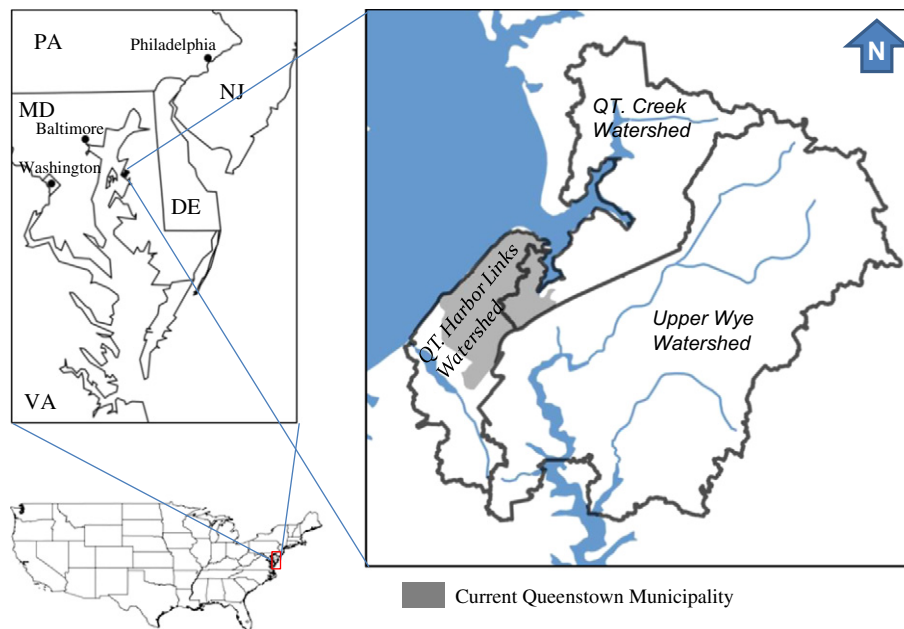 PA
Philadelphia
NJ
MD
Baltimore
Washington
DE
VA
N
QT. Creek
Watershed
QT. Harbor Links
Watershed
Upper Wye
Watershed
Current Queenstown Municipality